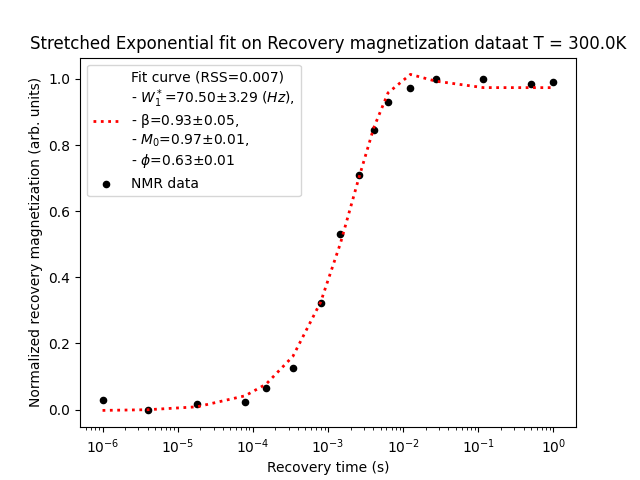 Stretched Exponential fit on Recovery magnetization dataat T = 300.0K
Fit curve (RSS=0.007)
- W₁*=70.50±3.29 (Hz),
- β=0.93±0.05,
- M₀=0.97±0.01,
- ϕ=0.63±0.01
NMR data
Normalized recovery magnetization (arb. units)
1.0
0.8
0.6
0.4
0.2
0.0
10⁻⁶ 10⁻⁵ 10⁻⁴ 10⁻³ 10⁻² 10⁻¹ 10⁰
Recovery time (s)